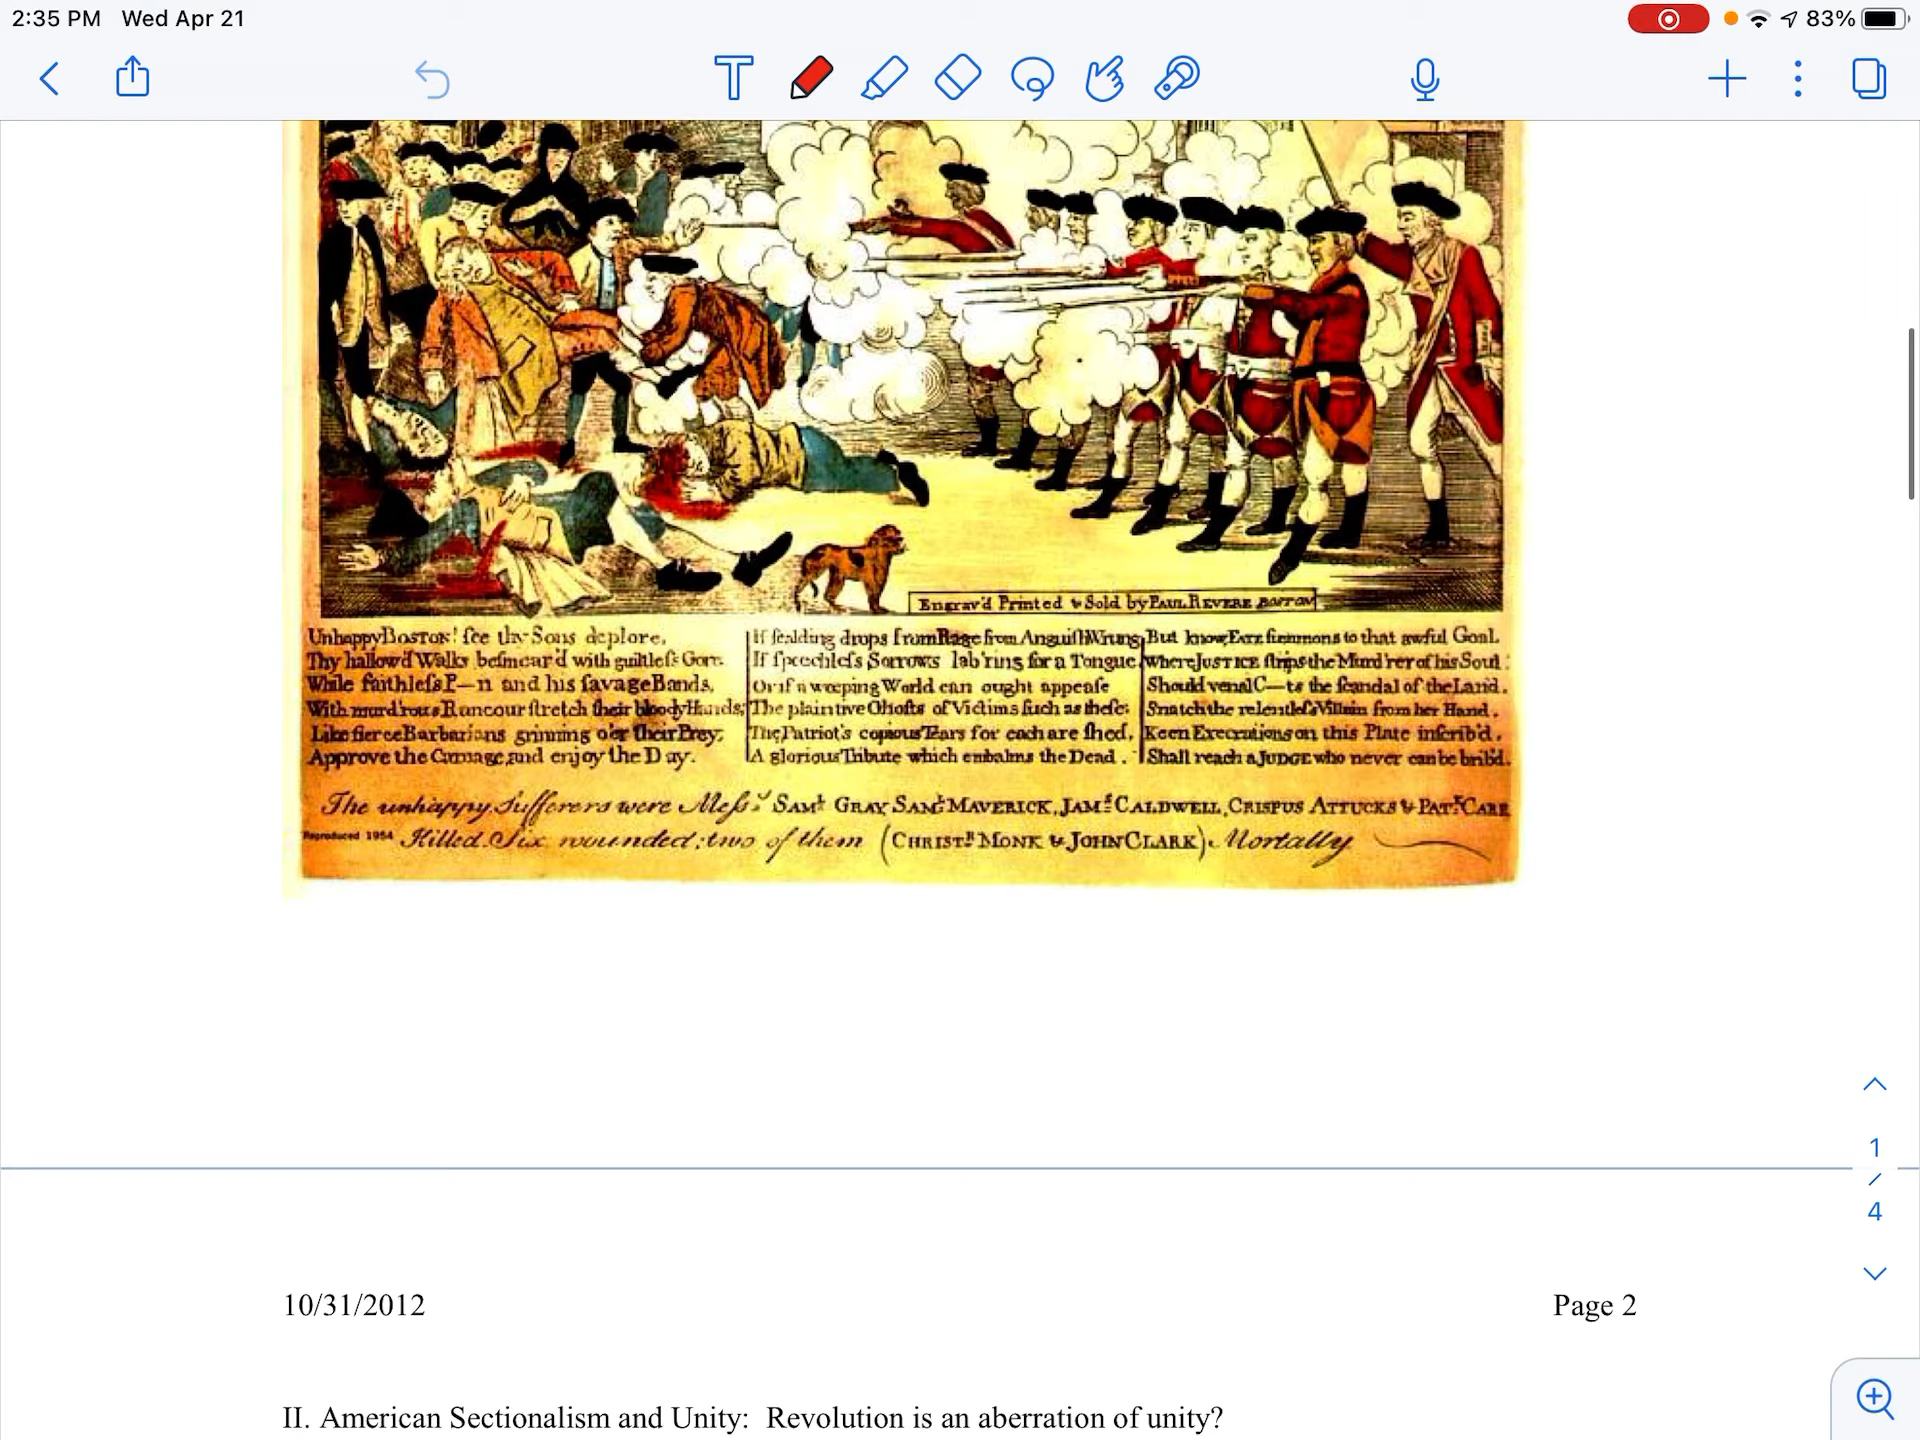 2:35 PM Wed Apr 21
83%
Engrav'd Printed & Sold by PAUL REVERE BOSTON
Unhappy BOSTON! ſee thy Sons deplore,
Thy hallow'd Walks beſmear'd with guiltleſs Gore.
While faithleſs P—n and his ſavage Bands,
With murd'rous Rancour ſtretch their bloody Hands;
Like fierce Barbarians grinning o'er their Prey,
Approve the Carnage, and enjoy the Day.
If ſcalding drops from Rage from Anguiſh Wrung
If ſpeechleſs Sorrows lab'ring for a Tongue,
Or if a weeping World can ought appeaſe
The plaintive Ghoſts of Victims ſuch as theſe;
The Patriot's copious Tears for each are ſhed,
A glorious Tribute which embalms the Dead.
But know, FATE ſummons to that awful Goal,
Where JUSTICE ſtrips the Murd'rer of his Soul:
Should venal C—ts the ſcandal of the Land,
Snatch the relentleſs Villain from her Hand,
Keen Execrations on this Plate inſcrib'd,
Shall reach a JUDGE who never can be brib'd.
The unhappy Sufferers were Meſsrs SAML GRAY, SAML MAVERICK, JAMS CALDWELL, CRISPUS ATTUCKS & PATK CARR
Reproduced 1954 Killed. Six wounded; two of them (CHRISTR MONK & JOHN CLARK) Mortally
1
/
4
10/31/2012 Page 2
II. American Sectionalism and Unity: Revolution is an aberration of unity?